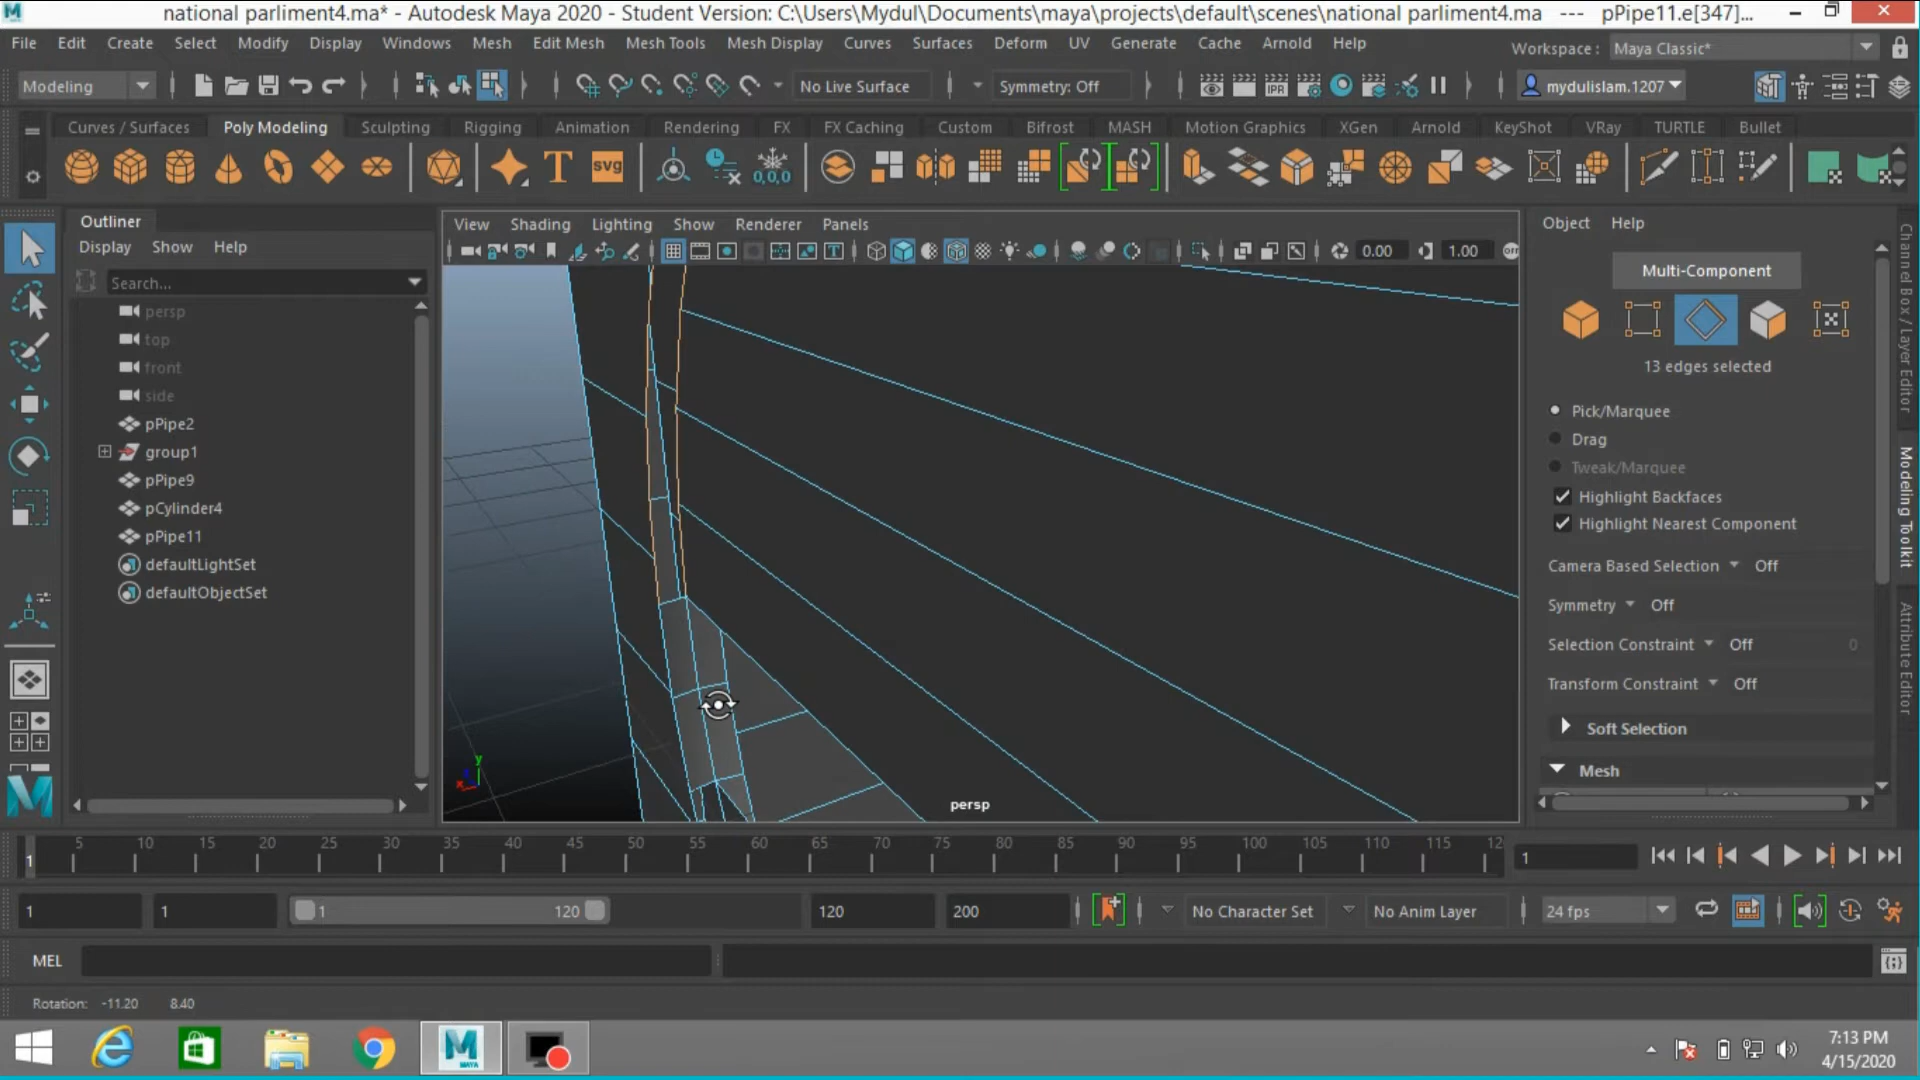 national parliment4.ma* - Autodesk Maya 2020 - Student Version: C:\Users\Mydul\Documents\maya\projects\default\scenes\national parliment4.ma --- pPipe11.e[347]...
File Edit Create Select Modify Display Windows Mesh Edit Mesh Mesh Tools Mesh Display Curves Surfaces Deform UV Generate Cache Arnold Help
Workspace : Maya Classic*
Modeling No Live Surface Symmetry: Off IPR mydulislam.1207
Curves / Surfaces Poly Modeling Sculpting Rigging Animation Rendering FX FX Caching Custom Bifrost MASH Motion Graphics XGen Arnold KeyShot VRay TURTLE Bullet
T svg 0,0,0
Outliner
Display Show Help
Search...
persp
top
front
side
pPipe2
group1
pPipe9
pCylinder4
pPipe11
defaultLightSet
defaultObjectSet
View Shading Lighting Show Renderer Panels
0.00 1.00
y
x
persp
Object Help
Multi-Component
13 edges selected
Pick/Marquee
Drag
Tweak/Marquee
Highlight Backfaces
Highlight Nearest Component
Camera Based Selection Off
Symmetry Off
Selection Constraint Off 0
Transform Constraint Off
Soft Selection
Mesh
Channel Box / Layer Editor
Modeling Toolkit
Attribute Editor
1 5 10 15 20 25 30 35 40 45 50 55 60 65 70 75 80 85 90 95 100 105 110 115 12
1
1 1 1 120 120 200 No Character Set No Anim Layer 24 fps
MEL
Rotation: -11.20 8.40
MAYA
7:13 PM
4/15/2020